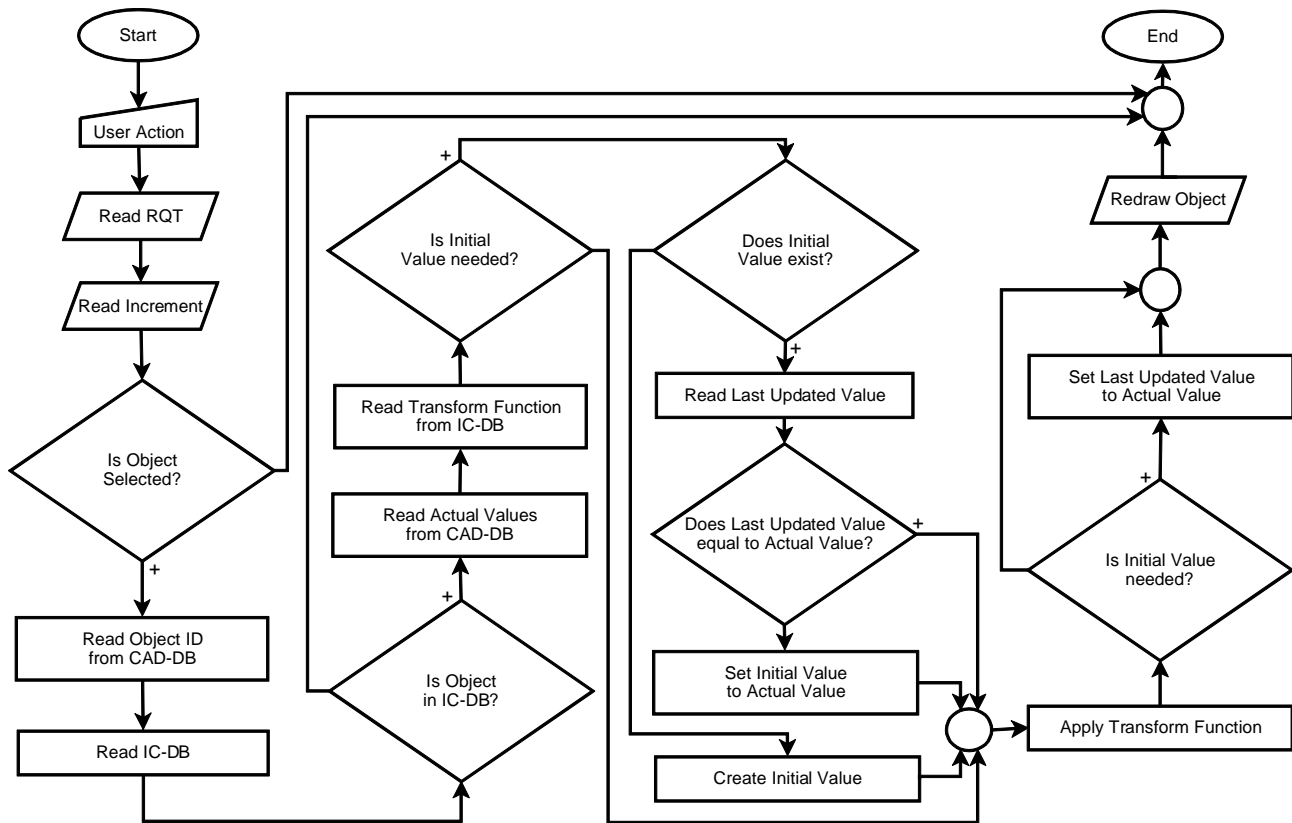 Start
User Action
Read RQT
Read Increment
Is Object
Selected?
+
Read Object ID
from CAD-DB
Read IC-DB
Is Object
in IC-DB?
+
Read Actual Values
from CAD-DB
Read Transform Function
from IC-DB
Is Initial
Value needed?
+
Does Initial
Value exist?
+
Read Last Updated Value
Does Last Updated Value
equal to Actual Value?
+
Set Initial Value
to Actual Value
Create Initial Value
Apply Transform Function
Is Initial Value
needed?
+
Set Last Updated Value
to Actual Value
Redraw Object
End